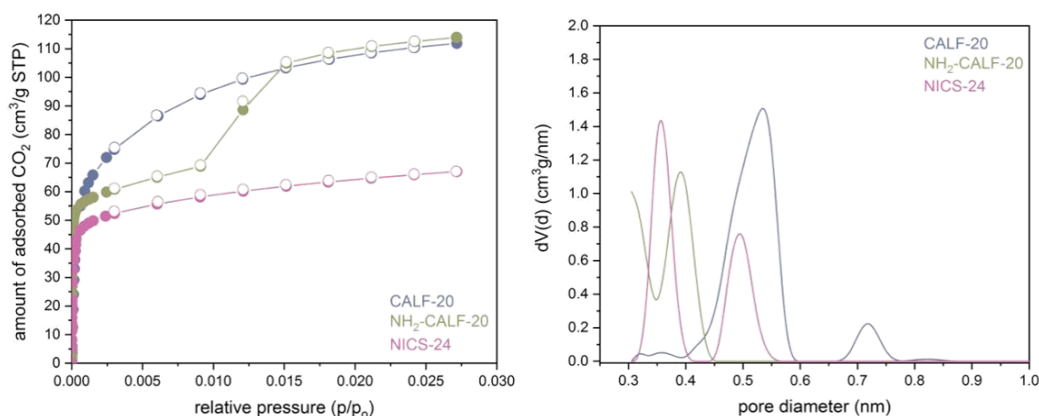 120
110
100
90
80
70
60
50
40
30
20
10
0
amount of adsorbed CO₂ (cm³/g STP)
CALF-20
NH₂-CALF-20
NICS-24
0.000 0.005 0.010 0.015 0.020 0.025 0.030
relative pressure (p/p₀)
2.0
1.8
1.6
1.4
1.2
1.0
0.8
0.6
0.4
0.2
0.0
dV(d) (cm³g/nm)
CALF-20
NH₂-CALF-20
NICS-24
0.3 0.4 0.5 0.6 0.7 0.8 0.9 1.0
pore diameter (nm)